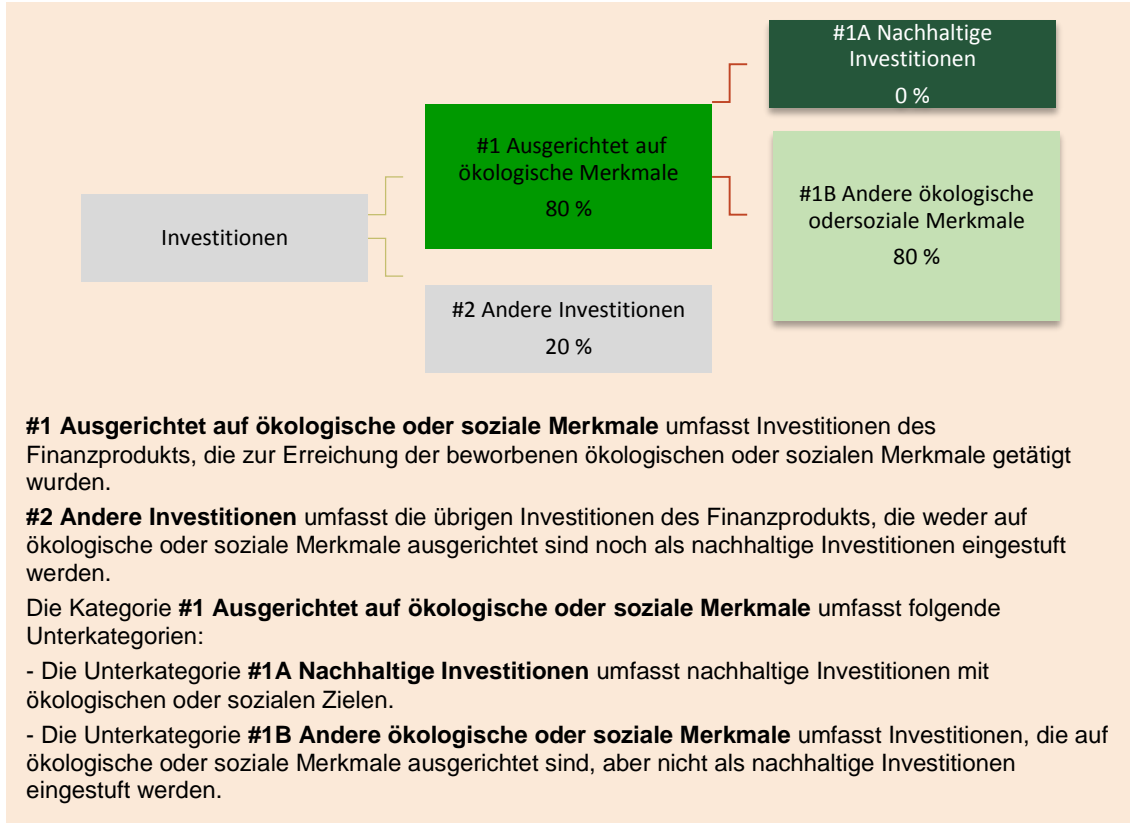 #1A Nachhaltige
Investitionen
0 %
#1 Ausgerichtet auf
ökologische Merkmale
80 %
#1B Andere ökologische
odersoziale Merkmale
80 %
Investitionen
#2 Andere Investitionen
20 %
#1 Ausgerichtet auf ökologische oder soziale Merkmale umfasst Investitionen des
Finanzprodukts, die zur Erreichung der beworbenen ökologischen oder sozialen Merkmale getätigt
wurden.
#2 Andere Investitionen umfasst die übrigen Investitionen des Finanzprodukts, die weder auf
ökologische oder soziale Merkmale ausgerichtet sind noch als nachhaltige Investitionen eingestuft
werden.
Die Kategorie #1 Ausgerichtet auf ökologische oder soziale Merkmale umfasst folgende
Unterkategorien:
- Die Unterkategorie #1A Nachhaltige Investitionen umfasst nachhaltige Investitionen mit
ökologischen oder sozialen Zielen.
- Die Unterkategorie #1B Andere ökologische oder soziale Merkmale umfasst Investitionen, die auf
ökologische oder soziale Merkmale ausgerichtet sind, aber nicht als nachhaltige Investitionen
eingestuft werden.